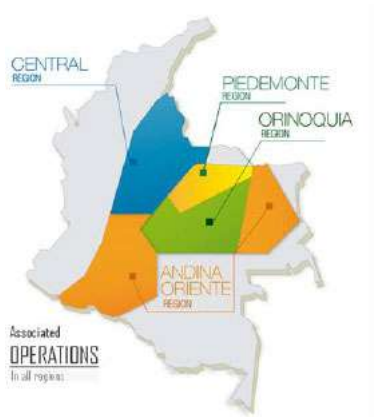 CENTRAL
REGION
PIEDEMONTE
REGION
ORINOQUIA
REGION
ANDINA
ORIENTE
REGION
Associated
OPERATIONS
In all regions